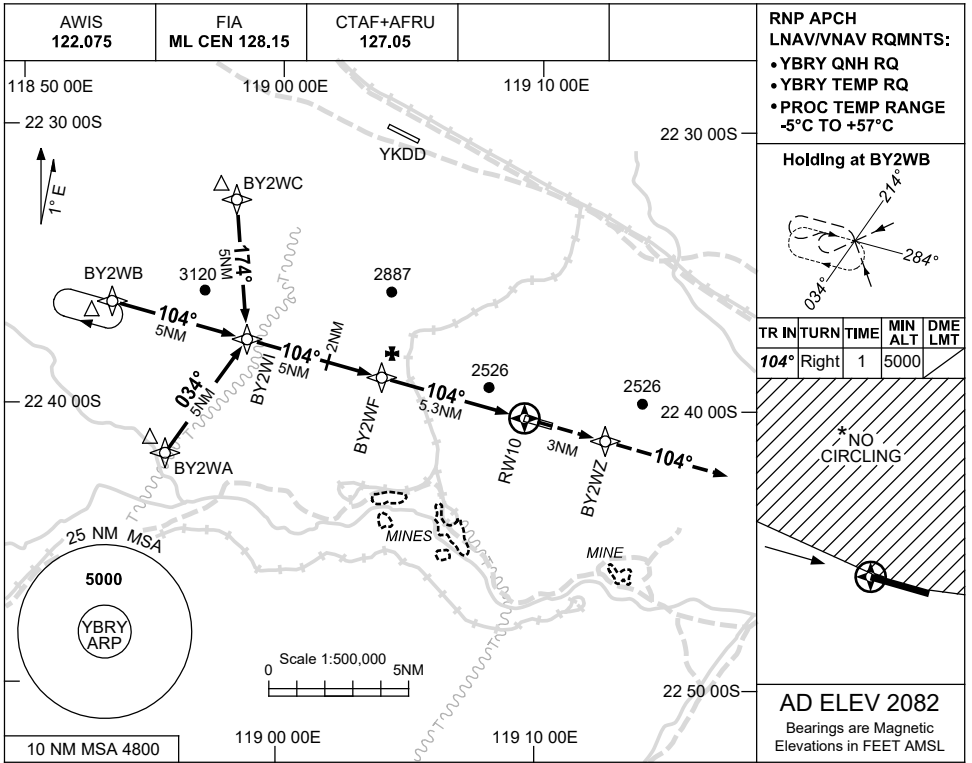 AWIS
122.075
FIA
ML CEN 128.15
CTAF+AFRU
127.05
118 50 00E
119 00 00E
119 10 00E
22 30 00S
22 30 00S
1° E
YKDD
BY2WC
174°
5NM
BY2WB
3120
2887
104°
5NM
BY2WI
104°
5NM
2NM
034°
5NM
BY2WA
22 40 00S
BY2WF
104°
5.3NM
2526
2526
22 40 00S
RW10
3NM
BY2WZ
104°
MINES
MINE
25 NM MSA
5000
YBRY
ARP
Scale 1:500,000
0
5NM
22 50 00S
10 NM MSA 4800
119 00 00E
119 10 00E
RNP APCH
LNAV/VNAV RQMNTS:
• YBRY QNH RQ
• YBRY TEMP RQ
• PROC TEMP RANGE
-5°C TO +57°C
Holding at BY2WB
214°
284°
034°
TR IN TURN TIME MIN ALT DME LMT
104° Right 1 5000
*NO
CIRCLING
AD ELEV 2082
Bearings are Magnetic
Elevations in FEET AMSL